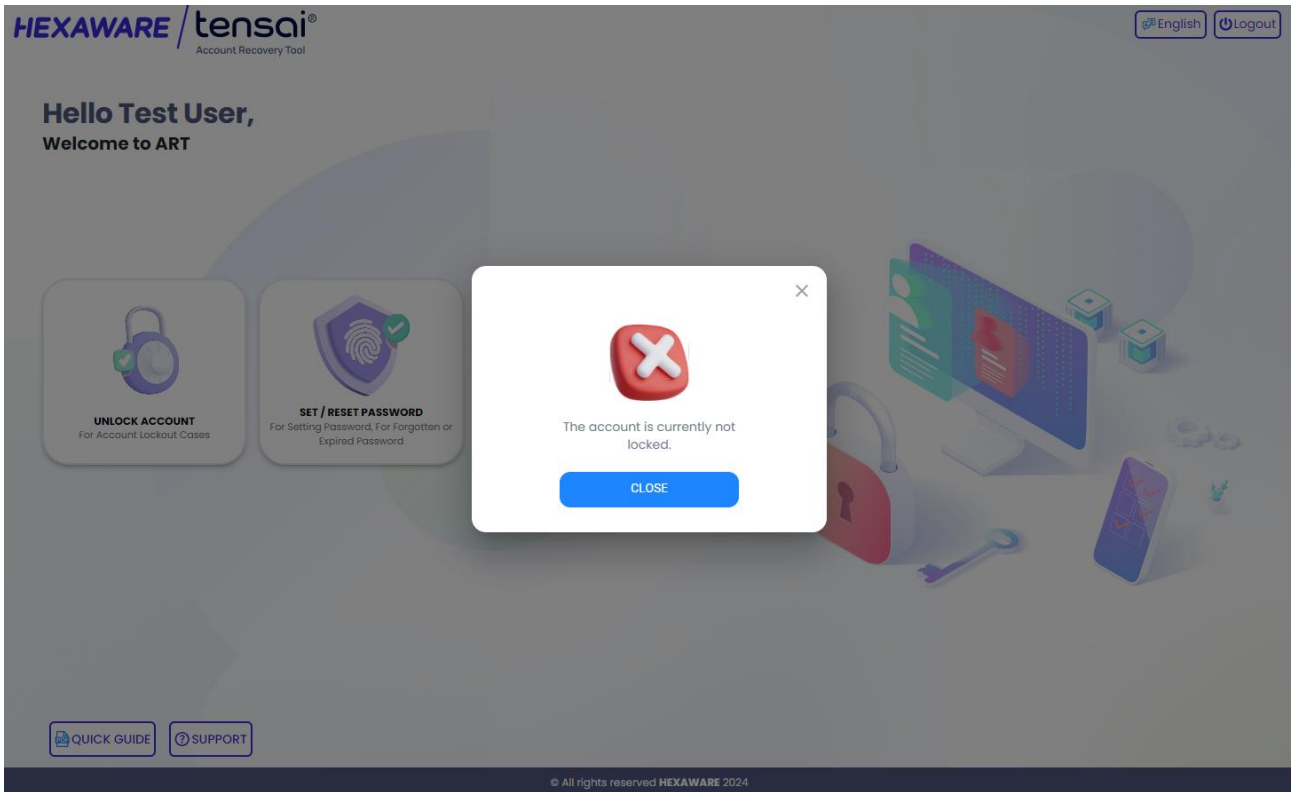 HEXAWARE / tensai®
Account Recovery Tool
English
Logout
Hello Test User,
Welcome to ART
UNLOCK ACCOUNT
For Account Lockout Cases
SET / RESET PASSWORD
For Setting Password, For Forgotten or
Expired Password
The account is currently not
locked.
CLOSE
QUICK GUIDE
SUPPORT
© All rights reserved HEXAWARE 2024